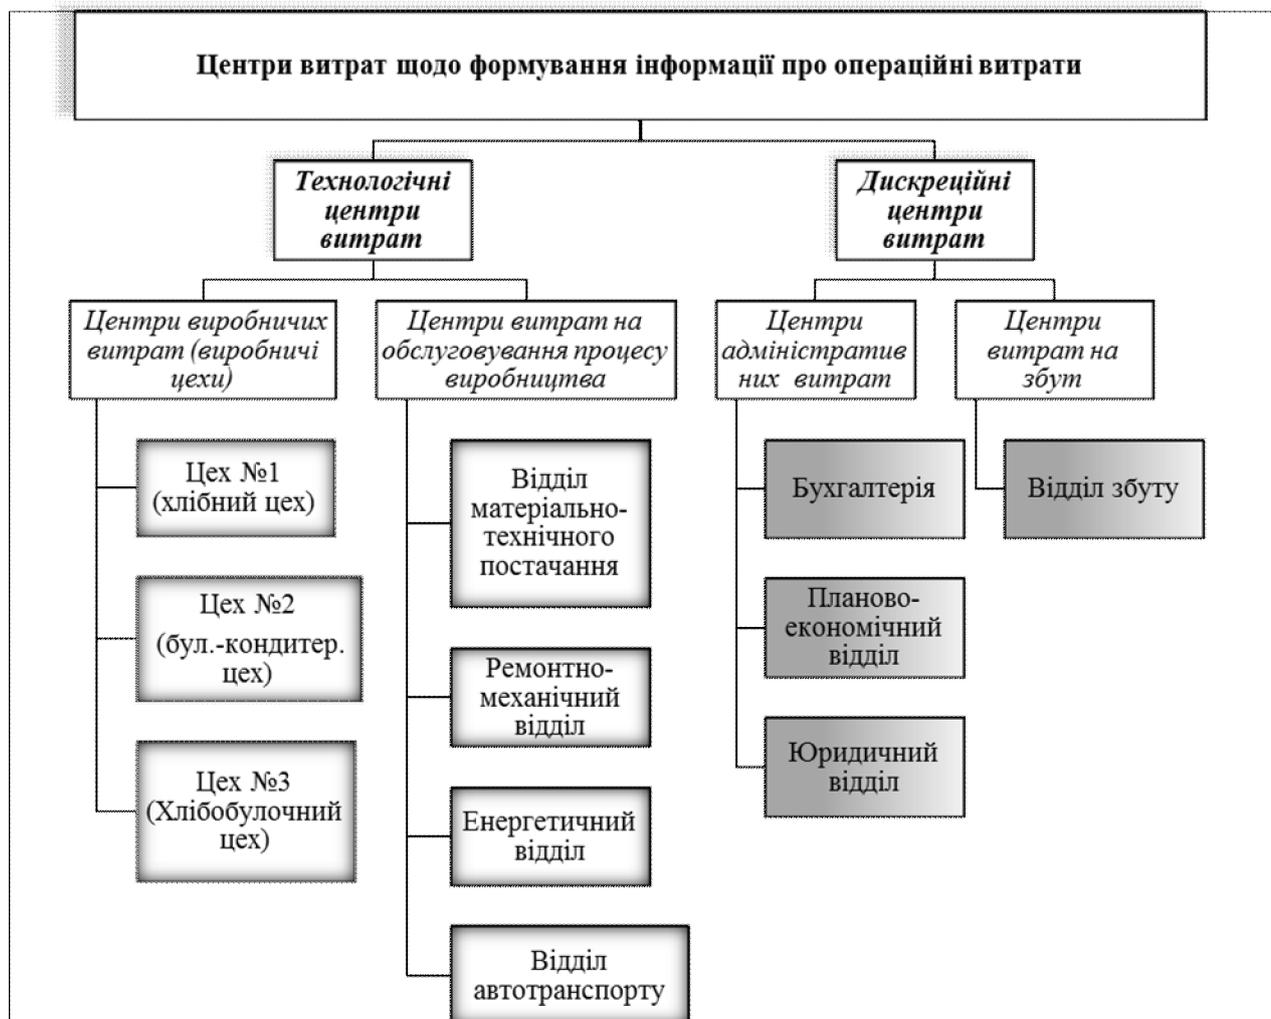 Центри витрат щодо формування інформації про операційні витрати
Технологічні
центри
витрат
Дискреційні
центри
витрат
Центри виробничих
витрат (виробничі
цехи)
Центри витрат на
обслуговування процесу
виробництва
Центри
адміністратив
них витрат
Центри
витрат на
збут
Цех №1
(хлібний цех)
Цех №2
(бул.-кондитер.
цех)
Цех №3
(Хлібобулочний
цех)
Відділ
матеріально-
технічного
постачання
Ремонтно-
механічний
відділ
Енергетичний
відділ
Відділ
автотранспорту
Бухгалтерія
Планово-
економічний
відділ
Юридичний
відділ
Відділ збуту